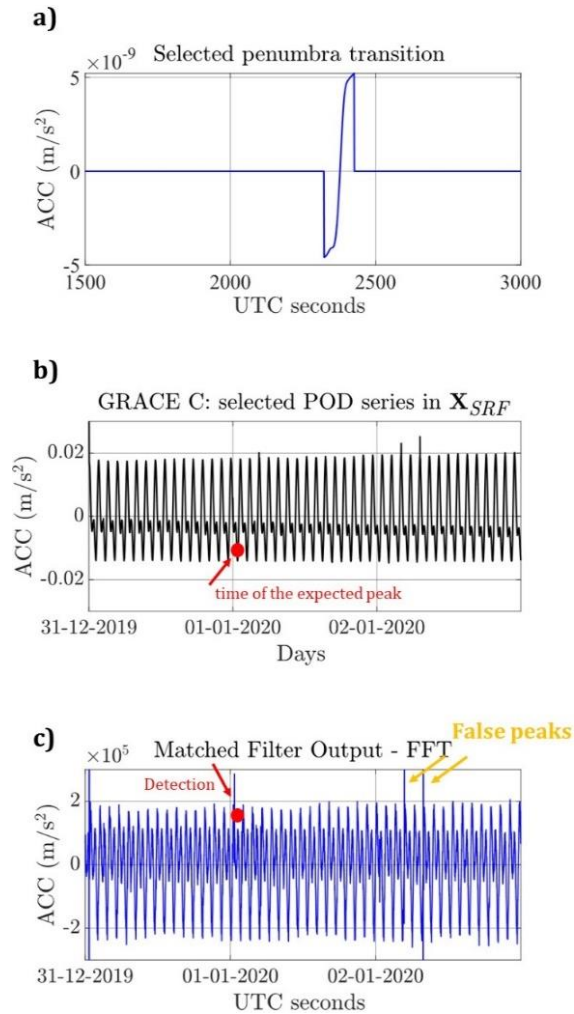 a)
×10⁻⁹ Selected penumbra transition
5
0
-5
ACC (m/s²)
1500 2000 2500 3000
UTC seconds
b)
GRACE C: selected POD series in X_SRF
0.02
0
-0.02
ACC (m/s²)
time of the expected peak
31-12-2019 01-01-2020 02-01-2020
Days
c)
False peaks
×10⁵ Matched Filter Output - FFT
Detection
2
0
-2
ACC (m/s²)
31-12-2019 01-01-2020 02-01-2020
UTC seconds